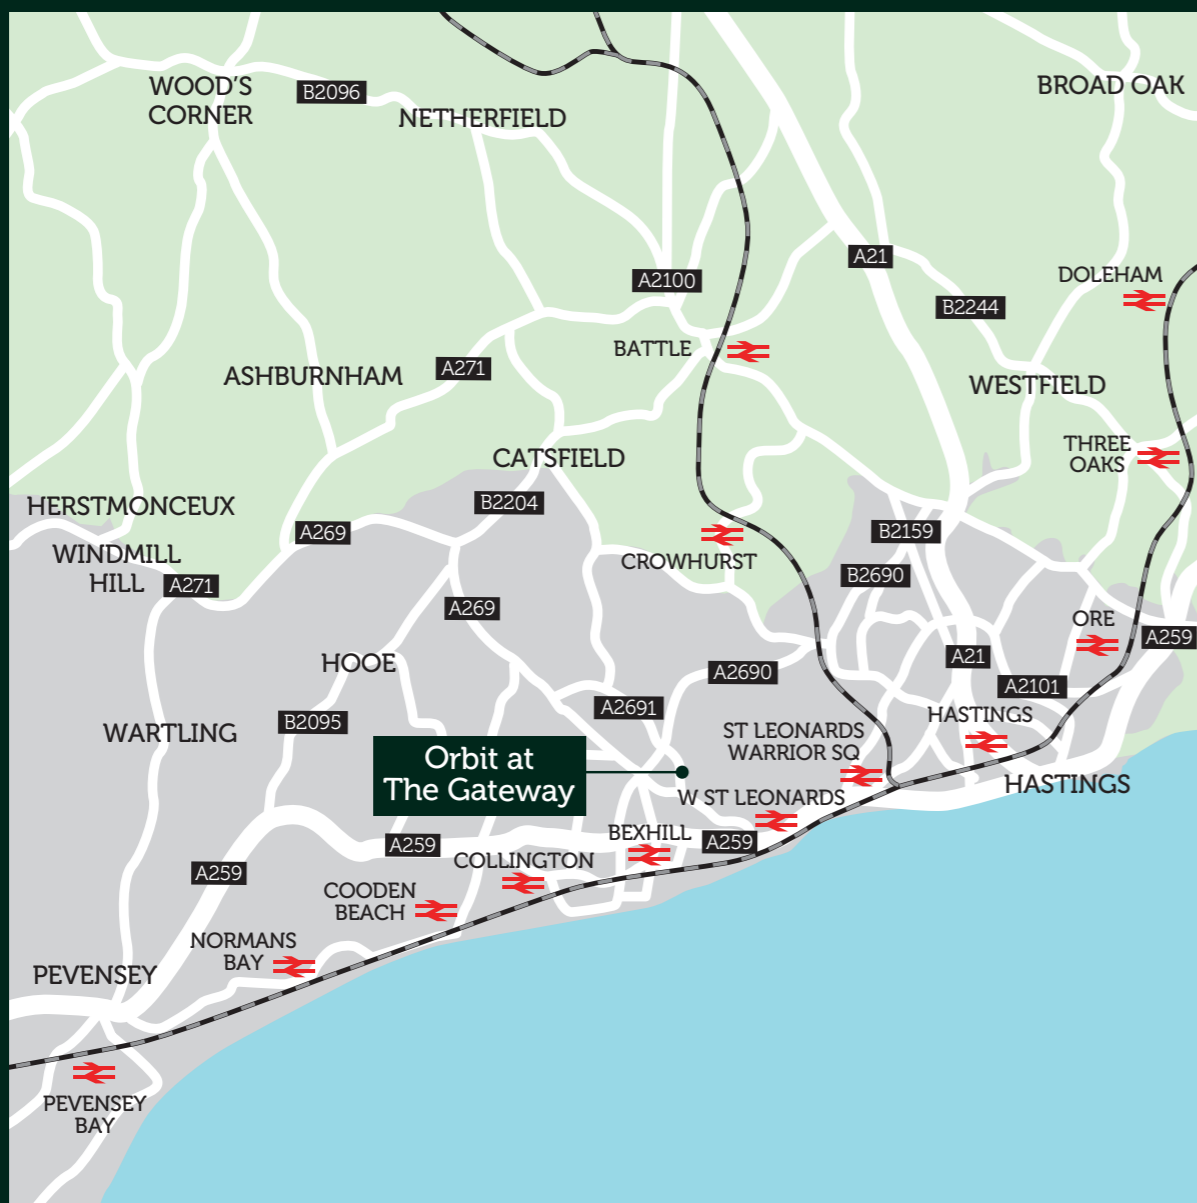 WOOD'S
CORNER
B2096
NETHERFIELD
BROAD OAK
A21
A2100
DOLEHAM
B2244
BATTLE
A271
ASHBURNHAM
WESTFIELD
THREE
OAKS
CATSFIELD
B2204
HERSTMONCEUX
A269
B2159
WINDMILL
HILL
A271
CROWHURST
B2690
A269
ORE
A259
HOOE
A21
A2690
A2101
A2691
B2095
WARTLING
HASTINGS
ST LEONARDS
WARRIOR SQ
Orbit at
The Gateway
HASTINGS
W ST LEONARDS
BEXHILL
A259
A259
COLLINGTON
A259
COODEN
BEACH
NORMANS
BAY
PEVENSEY
PEVENSEY
BAY